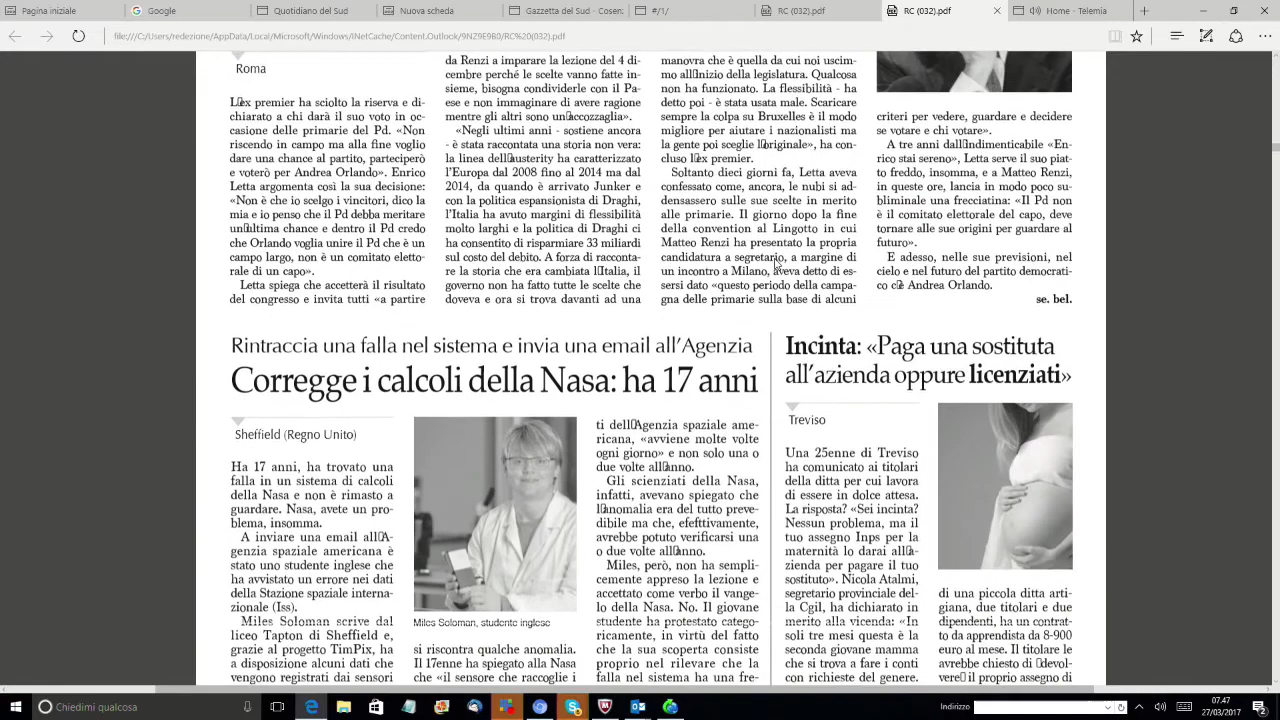 Pagina iniziale
Google
Gazzetta del Sud - Cosen:
#/1/
SPORT
RC (032).pdf
file:///C:/Users/redezione/AppData/Local/Microsoft/Windows/INetCache/Content.Outlook/9NZ9E9B0/RC%20(032).pdf
Roma
Lex premier ha sciolto la riserva e di-
chiarato a chi darà il suo voto in oc-
casione delle primarie del Pd. «Non
riscendo in campo ma alla fine voglio
dare una chance al partito, parteciperò
e voterò per Andrea Orlando». Enrico
Letta argomenta così la sua decisione:
«Non è che io scelgo i vincitori, dico la
mia e io penso che il Pd debba meritare
unultima chance e dentro il Pd credo
che Orlando voglia unire il Pd che è un
campo largo, non è un comitato eletto-
rale di un capo».
Letta spiega che accetterà il risultato
del congresso e invita tutti «a partire
da Renzi a imparare la lezione del 4 di-
cembre perché le scelte vanno fatte in-
sieme, bisogna condividerle con il Pa-
ese e non immaginare di avere ragione
mentre gli altri sono unaccozzaglia».
«Negli ultimi anni - sostiene ancora
- è stata raccontata una storia non vera:
la linea dellausterity ha caratterizzato
l'Europa dal 2008 fino al 2014 ma dal
2014, da quando è arrivato Junker e
con la politica espansionista di Draghi,
l'Italia ha avuto margini di flessibilità
molto larghi e la politica di Draghi ci
ha consentito di risparmiare 33 miliardi
sul costo del debito. A forza di racconta-
re la storia che era cambiata lItalia, il
governo non ha fatto tutte le scelte che
doveva e ora si trova davanti ad una
manovra che è quella da cui noi uscim-
mo allinizio della legislatura. Qualcosa
non ha funzionato. La flessibilità - ha
detto poi - è stata usata male. Scaricare
sempre la colpa su Bruxelles è il modo
migliore per aiutare i nazionalisti ma
la gente poi sceglie loriginale», ha con-
cluso lex premier.
Soltanto dieci giorni fa, Letta aveva
confessato come, ancora, le nubi si ad-
densassero sulle sue scelte in merito
alle primarie. Il giorno dopo la fine
della convention al Lingotto in cui
Matteo Renzi ha presentato la propria
candidatura a segretario, a margine di
un incontro a Milano, aveva detto di es-
sersi dato «questo periodo della campa-
gna delle primarie sulla base di alcuni
criteri per vedere, guardare e decidere
se votare e chi votare».
A tre anni dallindimenticabile «En-
rico stai sereno», Letta serve il suo piat-
to freddo, insomma, e a Matteo Renzi,
in queste ore, lancia in modo poco su-
bliminale una frecciatina: «Il Pd non
è il comitato elettorale del capo, deve
tornare alle sue origini per guardare al
futuro».
E adesso, nelle sue previsioni, nel
cielo e nel futuro del partito democrati-
co cè Andrea Orlando.
se. bel.
Rintraccia una falla nel sistema e invia una email all'Agenzia
Corregge i calcoli della Nasa: ha 17 anni
Sheffield (Regno Unito)
Ha 17 anni, ha trovato una
falla in un sistema di calcoli
della Nasa e non è rimasto a
guardare. Nasa, avete un pro-
blema, insomma.
A inviare una email allA-
genzia spaziale americana è
stato uno studente inglese che
ha avvistato un errore nei dati
della Stazione spaziale interna-
zionale (Iss).
Miles Soloman scrive dal
liceo Tapton di Sheffield e,
grazie al progetto TimPix, ha
a disposizione alcuni dati che
vengono registrati dai sensori
Miles Soloman, studente inglese
si riscontra qualche anomalia.
Il 17enne ha spiegato alla Nasa
che «il sensore che raccoglie i
ti dellAgenzia spaziale ame-
ricana, «avviene molte volte
ogni giorno» e non solo una o
due volte allanno.
Gli scienziati della Nasa,
infatti, avevano spiegato che
lanomalia era del tutto preve-
dibile ma che, efefttivamente,
avrebbe potuto verificarsi una
o due volte allanno.
Miles, però, non ha sempli-
cemente appreso la lezione e
accettato come verbo il vange-
lo della Nasa. No. Il giovane
studente ha protestato catego-
ricamente, in virtù del fatto
che la sua scoperta consiste
proprio nel rilevare che la
falla nel sistema ha una fre-
Incinta: «Paga una sostituta
all'azienda oppure licenziati»
Treviso
Una 25enne di Treviso
ha comunicato ai titolari
della ditta per cui lavora
di essere in dolce attesa.
La risposta? «Sei incinta?
Nessun problema, ma il
tuo assegno Inps per la
maternità lo darai alla-
zienda per pagare il tuo
sostituto». Nicola Atalmi,
segretario provinciale del-
la Cgil, ha dichiarato in
merito alla vicenda: «In
soli tre mesi questa è la
seconda giovane mamma
che si trova a fare i conti
con richieste del genere.
di una piccola ditta arti-
giana, due titolari e due
dipendenti, ha un contrat-
to da apprendista da 8-900
euro al mese. Il titolare le
avrebbe chiesto di devol-
vere il proprio assegno di
Chiedimi qualcosa
Indirizzo
07.47
27/03/2017